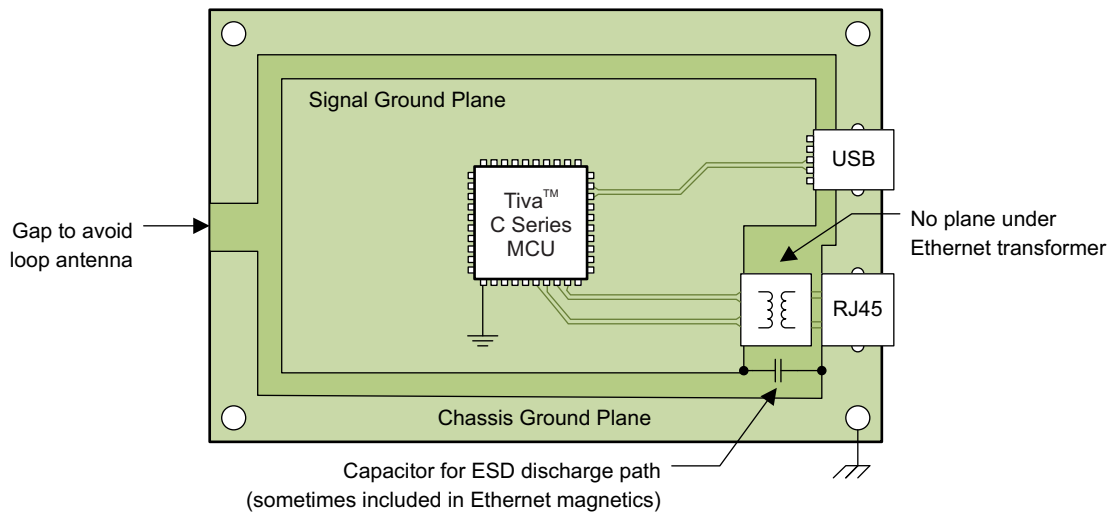 Signal Ground Plane
USB
Tiva™
C Series
MCU
Gap to avoid
loop antenna
No plane under
Ethernet transformer
RJ45
Chassis Ground Plane
Capacitor for ESD discharge path
(sometimes included in Ethernet magnetics)